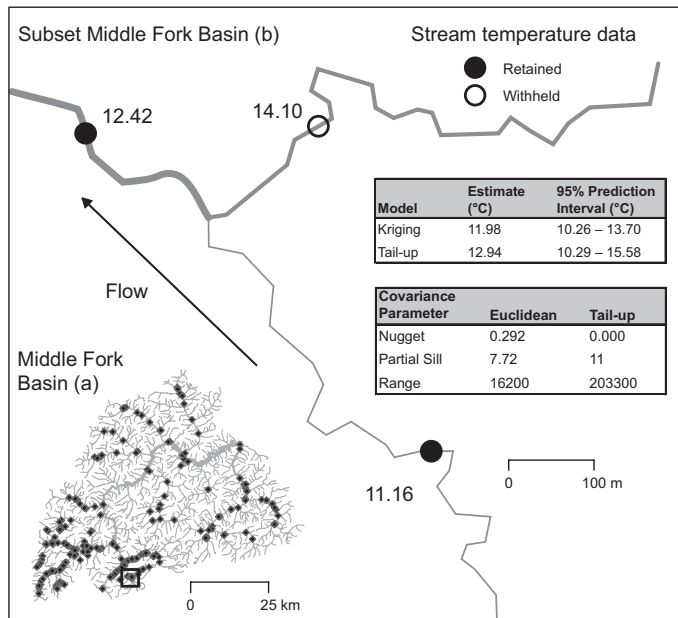 Subset Middle Fork Basin (b)
Stream temperature data
Retained
Withheld
12.42
14.10
Model Estimate (°C) 95% Prediction Interval (°C)
Kriging 11.98 10.26 – 13.70
Tail-up 12.94 10.29 – 15.58
Flow
Covariance Parameter Euclidean Tail-up
Nugget 0.292 0.000
Partial Sill 7.72 11
Range 16200 203300
Middle Fork
Basin (a)
11.16
0 100 m
0 25 km